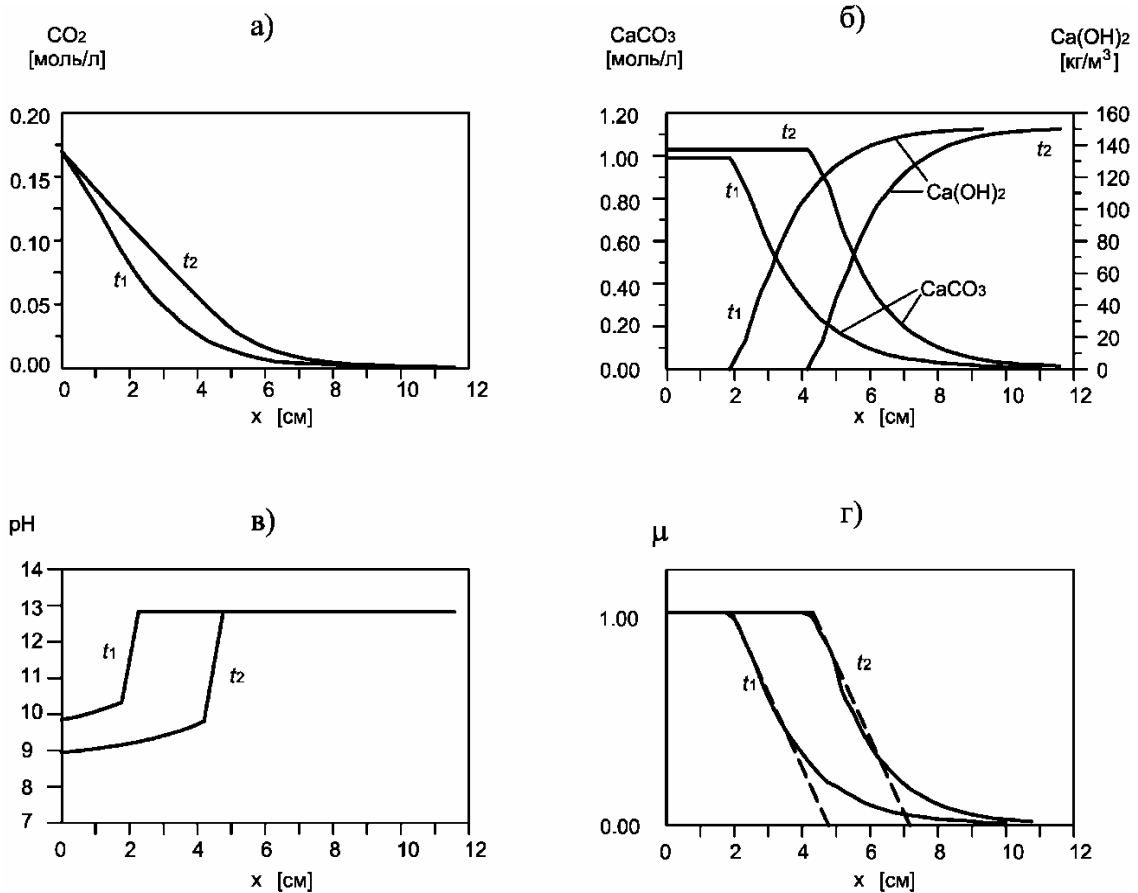 а)
CO2
[моль/л]
0.20
0.15
0.10
0.05
0.00
t1
t2
0 2 4 6 8 10 12
x [см]
б)
CaCO3
[моль/л]
Ca(OH)2
[кг/м³]
1.20
1.00
0.80
0.60
0.40
0.20
0.00
160
140
120
100
80
60
40
20
0
t2
t2
t1
Ca(OH)2
t1
CaCO3
0 2 4 6 8 10 12
x [см]
в)
pH
14
13
12
11
10
9
8
7
t1
t2
0 2 4 6 8 10 12
x [см]
г)
μ
1.00
0.00
t1
t2
0 2 4 6 8 10 12
x [см]